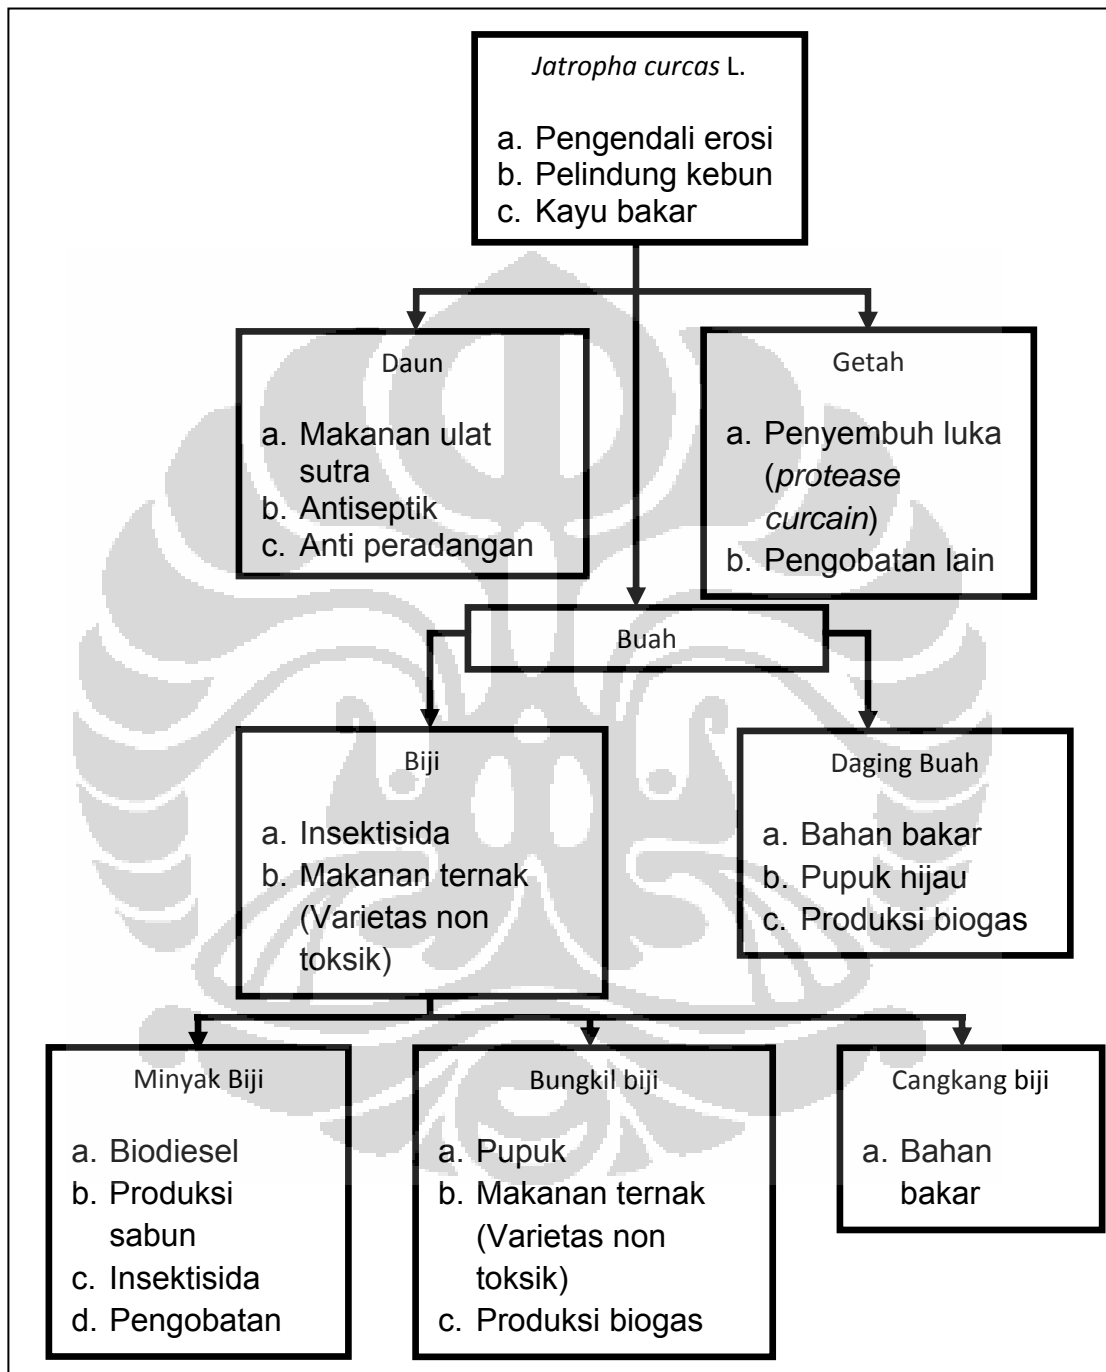 Jatropha curcas L.
a. Pengendali erosi
b. Pelindung kebun
c. Kayu bakar
Daun
a. Makanan ulat
sutra
b. Antiseptik
c. Anti peradangan
Getah
a. Penyembuh luka
(protease
curcain)
b. Pengobatan lain
Buah
Biji
a. Insektisida
b. Makanan ternak
(Varietas non
toksik)
Daging Buah
a. Bahan bakar
b. Pupuk hijau
c. Produksi biogas
Minyak Biji
a. Biodiesel
b. Produksi
sabun
c. Insektisida
d. Pengobatan
Bungkil biji
a. Pupuk
b. Makanan ternak
(Varietas non
toksik)
c. Produksi biogas
Cangkang biji
a. Bahan
bakar